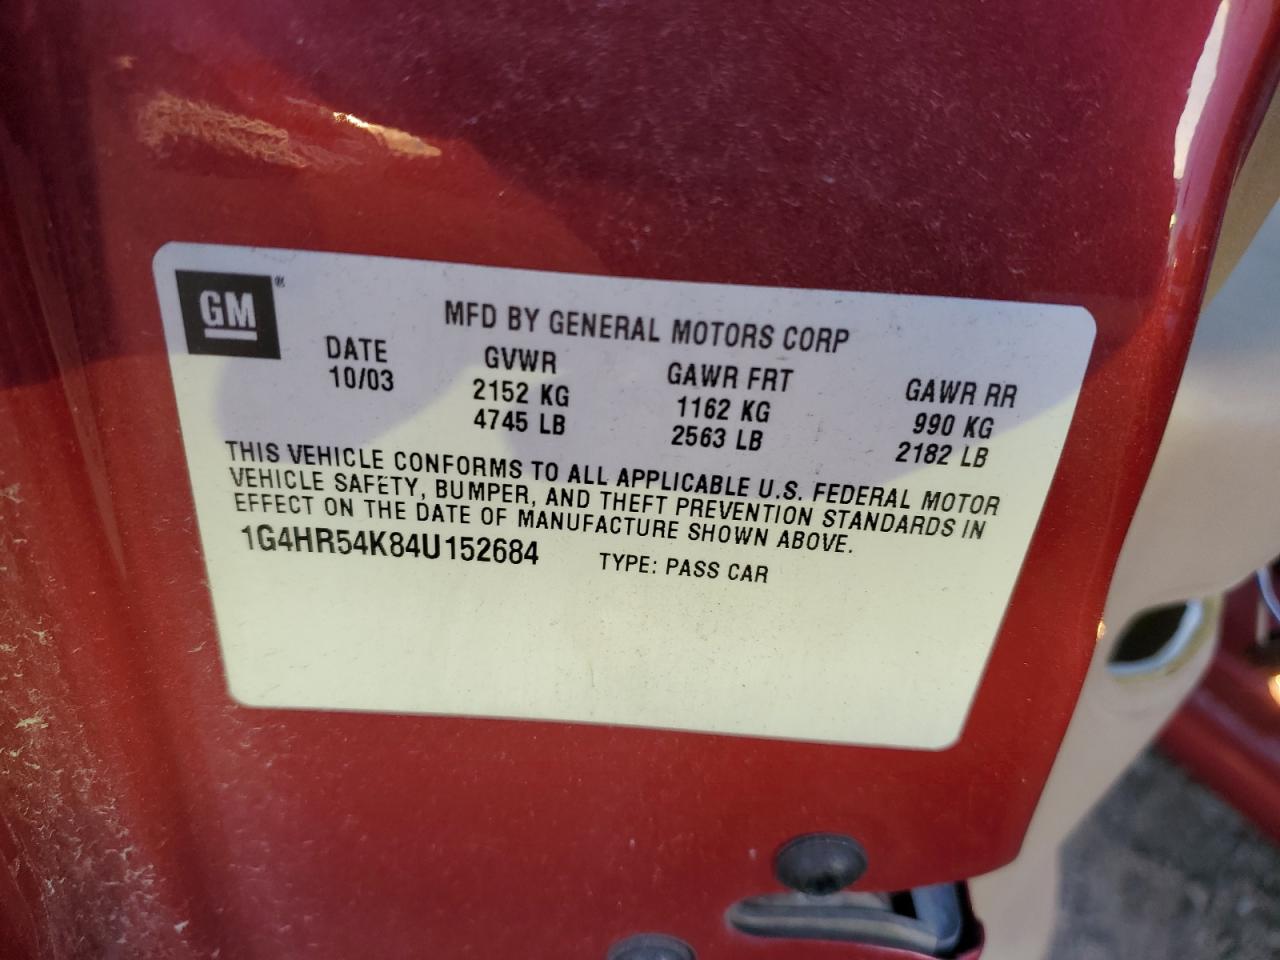 GM®
MFD BY GENERAL MOTORS CORP
DATE GVWR GAWR FRT GAWR RR
10/03 2152 KG 1162 KG 990 KG
4745 LB 2563 LB 2182 LB
THIS VEHICLE CONFORMS TO ALL APPLICABLE U.S. FEDERAL MOTOR
VEHICLE SAFETY, BUMPER, AND THEFT PREVENTION STANDARDS IN
EFFECT ON THE DATE OF MANUFACTURE SHOWN ABOVE.
1G4HR54K84U152684 TYPE: PASS CAR